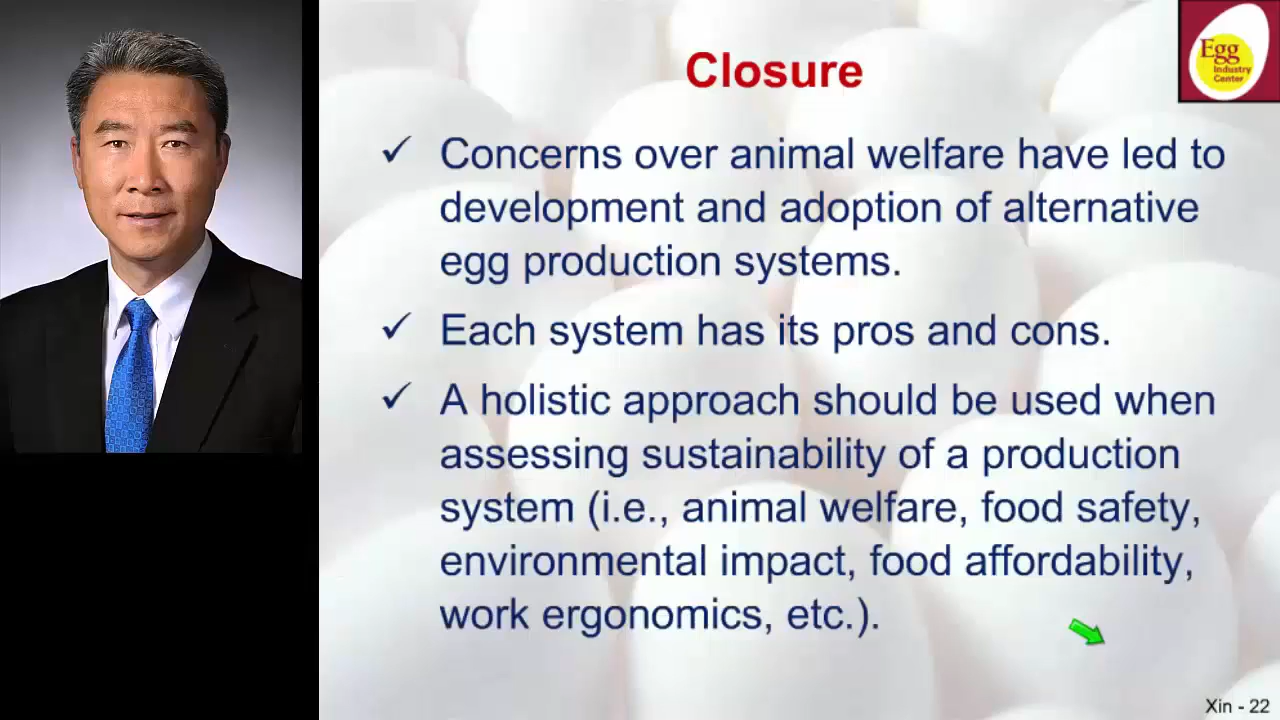 Closure
Egg
Industry
Center
✓ Concerns over animal welfare have led to
development and adoption of alternative
egg production systems.
✓ Each system has its pros and cons.
✓ A holistic approach should be used when
assessing sustainability of a production
system (i.e., animal welfare, food safety,
environmental impact, food affordability,
work ergonomics, etc.).
Xin - 22